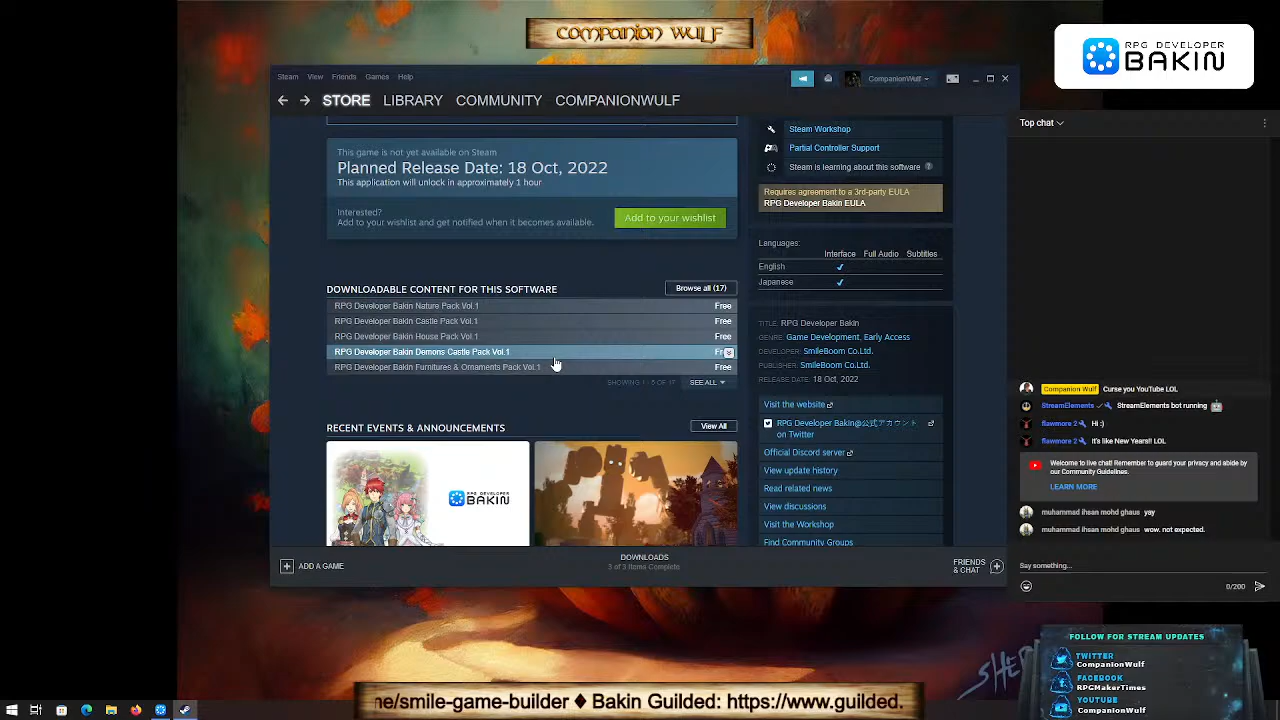 COMPANION WULF
RPG DEVELOPER
BAKIN
Steam View Friends Games Help
CompanionWulf
STORE LIBRARY COMMUNITY COMPANIONWULF
This game is not yet available on Steam
Planned Release Date: 18 Oct, 2022
This application will unlock in approximately 1 hour
Interested?
Add to your wishlist and get notified when it becomes available.
Add to your wishlist
DOWNLOADABLE CONTENT FOR THIS SOFTWARE
Browse all (17)
RPG Developer Bakin Nature Pack Vol.1 Free
RPG Developer Bakin Castle Pack Vol.1 Free
RPG Developer Bakin House Pack Vol.1 Free
RPG Developer Bakin Demons Castle Pack Vol.1 Fr
RPG Developer Bakin Furnitures & Ornaments Pack Vol.1 Free
SHOWING 1 - 5 OF 17 SEE ALL
RECENT EVENTS & ANNOUNCEMENTS
View All
RPG DEVELOPER
BAKIN
Steam Workshop
Partial Controller Support
Steam is learning about this software ?
Requires agreement to a 3rd-party EULA
RPG Developer Bakin EULA
Languages:
Interface Full Audio Subtitles
English ✔
Japanese ✔
TITLE: RPG Developer Bakin
GENRE: Game Development, Early Access
DEVELOPER: SmileBoom Co.Ltd.
PUBLISHER: SmileBoom Co.Ltd.
RELEASE DATE: 18 Oct, 2022
Visit the website
RPG Developer Bakin@公式アカウント
on Twitter
Official Discord server
View update history
Read related news
View discussions
Visit the Workshop
Find Community Groups
ADD A GAME
DOWNLOADS
3 of 3 Items Complete
FRIENDS
& CHAT
Top chat
Companion Wulf Curse you YouTube LOL
StreamElements StreamElements bot running 🤖
flawmore 2 Hi :)
flawmore 2 It's like New Years!! LOL
Welcome to live chat! Remember to guard your privacy and abide by
our Community Guidelines.
LEARN MORE
muhammad ihsan mohd ghaus yay
muhammad ihsan mohd ghaus wow. not expected.
Say something...
0/200
FOLLOW FOR STREAM UPDATES
TWITTER
CompanionWulf
FACEBOOK
RPGMakerTimes
YOUTUBE
CompanionWulf
ne/smile-game-builder ♦ Bakin Guilded: https://www.guilded.